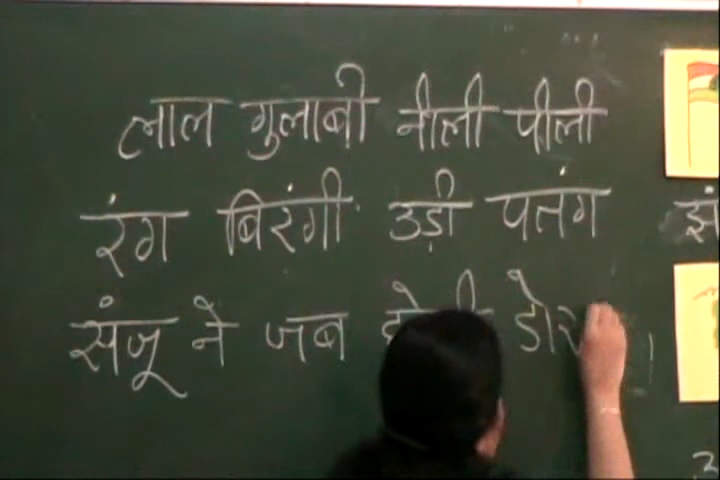 लाल गुलाबी नीली पीली
रंग बिरंगी उड़ी पतंग
संजू ने जब